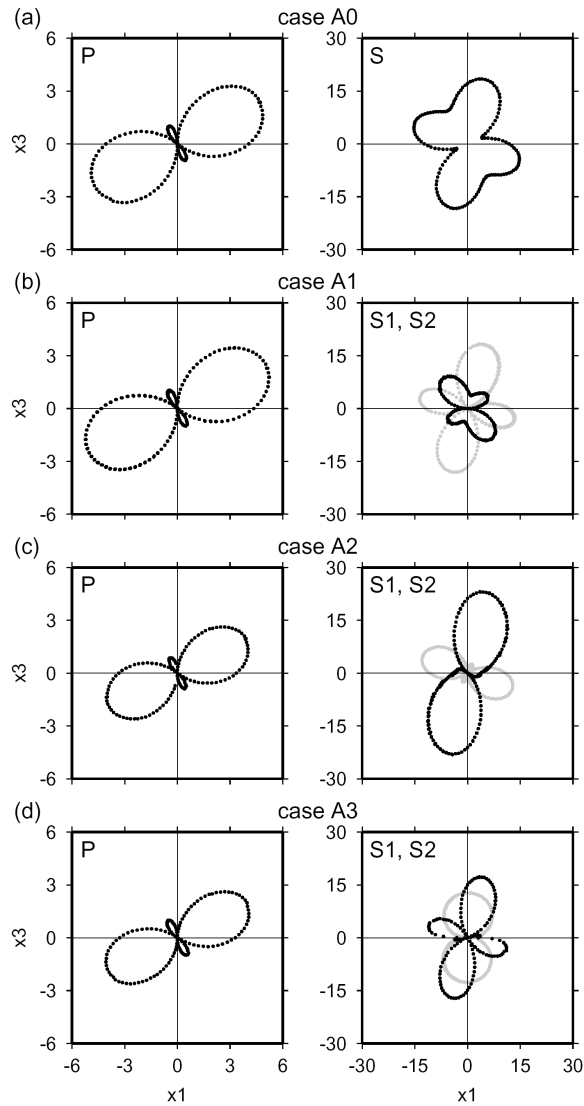 (a) case A0
6 P 30 S
3 15
x3 0 0
-3 -15
-6 -30
(b) case A1
6 P 30 S1, S2
3 15
x3 0 0
-3 -15
-6 -30
(c) case A2
6 P 30 S1, S2
3 15
x3 0 0
-3 -15
-6 -30
(d) case A3
6 P 30 S1, S2
3 15
x3 0 0
-3 -15
-6 -30
-6 -3 0 3 6 -30 -15 0 15 30
x1 x1